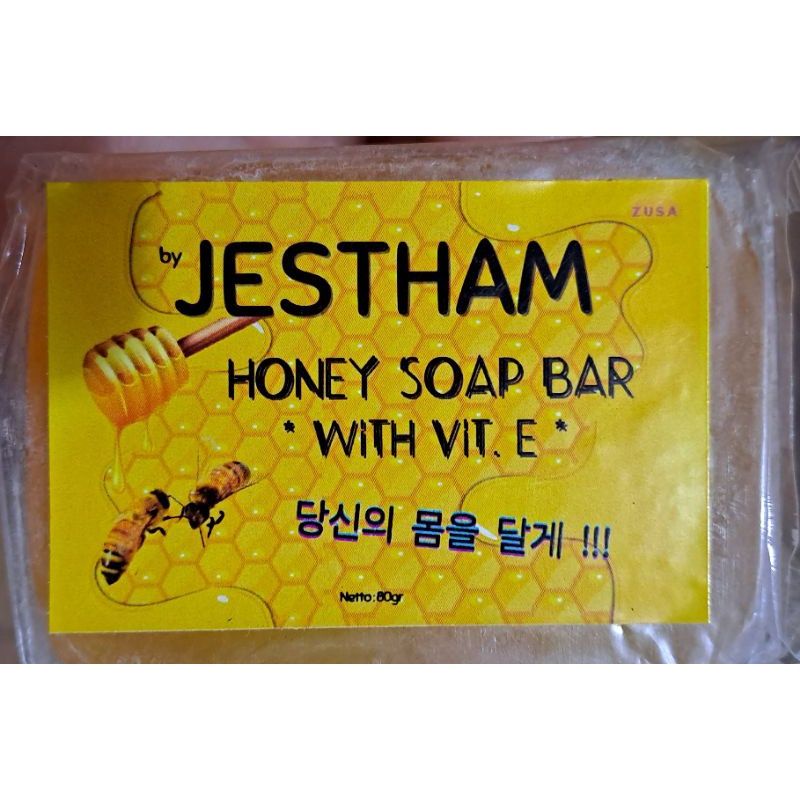 ZUSA
by JESTHAM
HONEY SOAP BAR
* WITH VIT. E *
당신의 몸을 달게 !!!
Netto:80gr